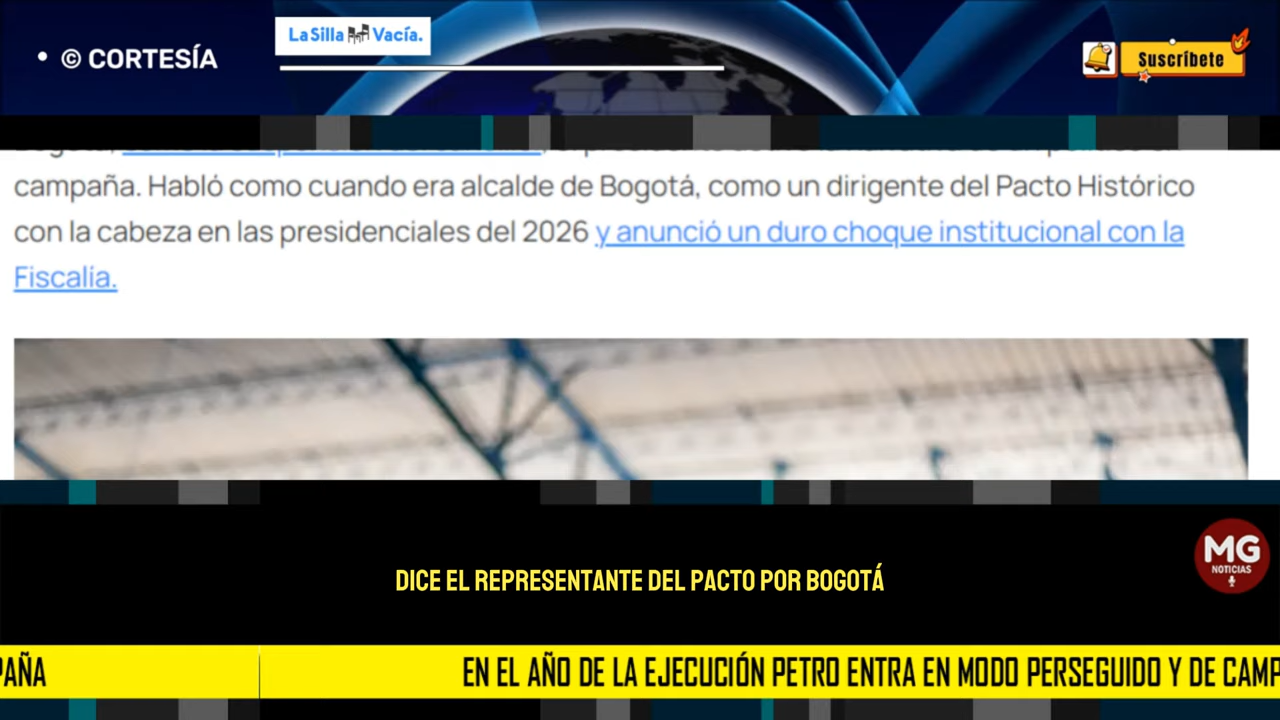 • © CORTESÍA
La Silla Vacía.
Suscríbete
campaña. Habló como cuando era alcalde de Bogotá, como un dirigente del Pacto Histórico
con la cabeza en las presidenciales del 2026 y anunció un duro choque institucional con la
Fiscalía.
MG
NOTICIAS
DICE EL REPRESENTANTE DEL PACTO POR BOGOTÁ
PAÑA
EN EL AÑO DE LA EJECUCIÓN PETRO ENTRA EN MODO PERSEGUIDO Y DE CAMP